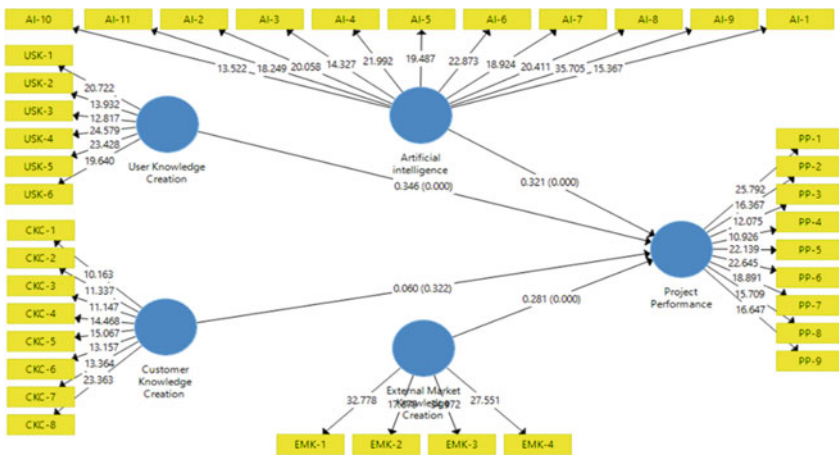 AI-10 AI-11 AI-2 AI-3 AI-4 AI-5 AI-6 AI-7 AI-8 AI-9 AI-1
13.522 18.249 20.058 14.327 21.992 19.487 22.873 18.924 20.411 35.705 15.367
Artificial
intelligence
USK-1
USK-2
USK-3
USK-4
USK-5
USK-6
20.722
13.932
12.817
24.579
23.428
19.640
User Knowledge
Creation
0.346 (0.000)
0.321 (0.000)
CKC-1
CKC-2
CKC-3
CKC-4
CKC-5
CKC-6
CKC-7
CKC-8
10.163
11.337
11.147
14.468
15.067
13.157
13.364
23.363
Customer
Knowledge
Creation
0.060 (0.322)
0.281 (0.000)
PP-1
PP-2
PP-3
PP-4
PP-5
PP-6
PP-7
PP-8
PP-9
25.792
16.367
12.075
10.926
22.139
22.645
18.891
15.709
16.647
Project
Performance
External Market
Knowledge
Creation
32.778 27.551
EMK-1 EMK-2 EMK-3 EMK-4